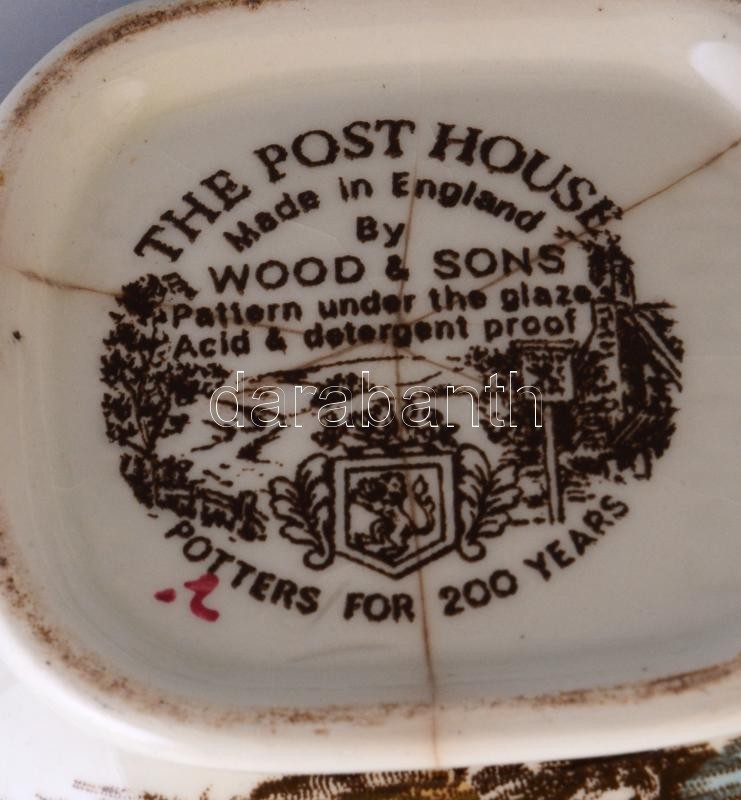 THE POST HOUSE
Made in England
By
WOOD & SONS
Pattern under the glaze
Acid & detergent proof
darabanth
POTTERS FOR 200 YEARS